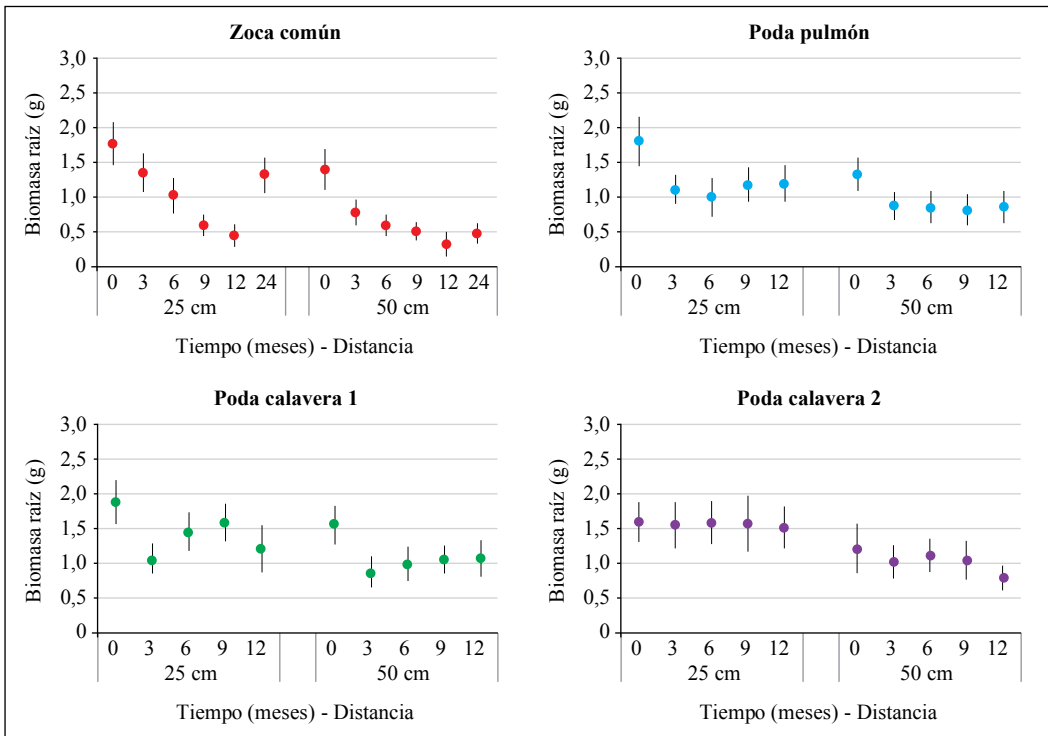 Zoca común
Biomasa raíz (g)
3,0
2,5
2,0
1,5
1,0
0,5
0
0 3 6 9 12 24 0 3 6 9 12 24
25 cm 50 cm
Tiempo (meses) - Distancia
Poda pulmón
Biomasa raíz (g)
3,0
2,5
2,0
1,5
1,0
0,5
0
0 3 6 9 12 0 3 6 9 12
25 cm 50 cm
Tiempo (meses) - Distancia
Poda calavera 1
Biomasa raíz (g)
3,0
2,5
2,0
1,5
1,0
0,5
0
0 3 6 9 12 0 3 6 9 12
25 cm 50 cm
Tiempo (meses) - Distancia
Poda calavera 2
Biomasa raíz (g)
3,0
2,5
2,0
1,5
1,0
0,5
0
0 3 6 9 12 0 3 6 9 12
25 cm 50 cm
Tiempo (meses) - Distancia